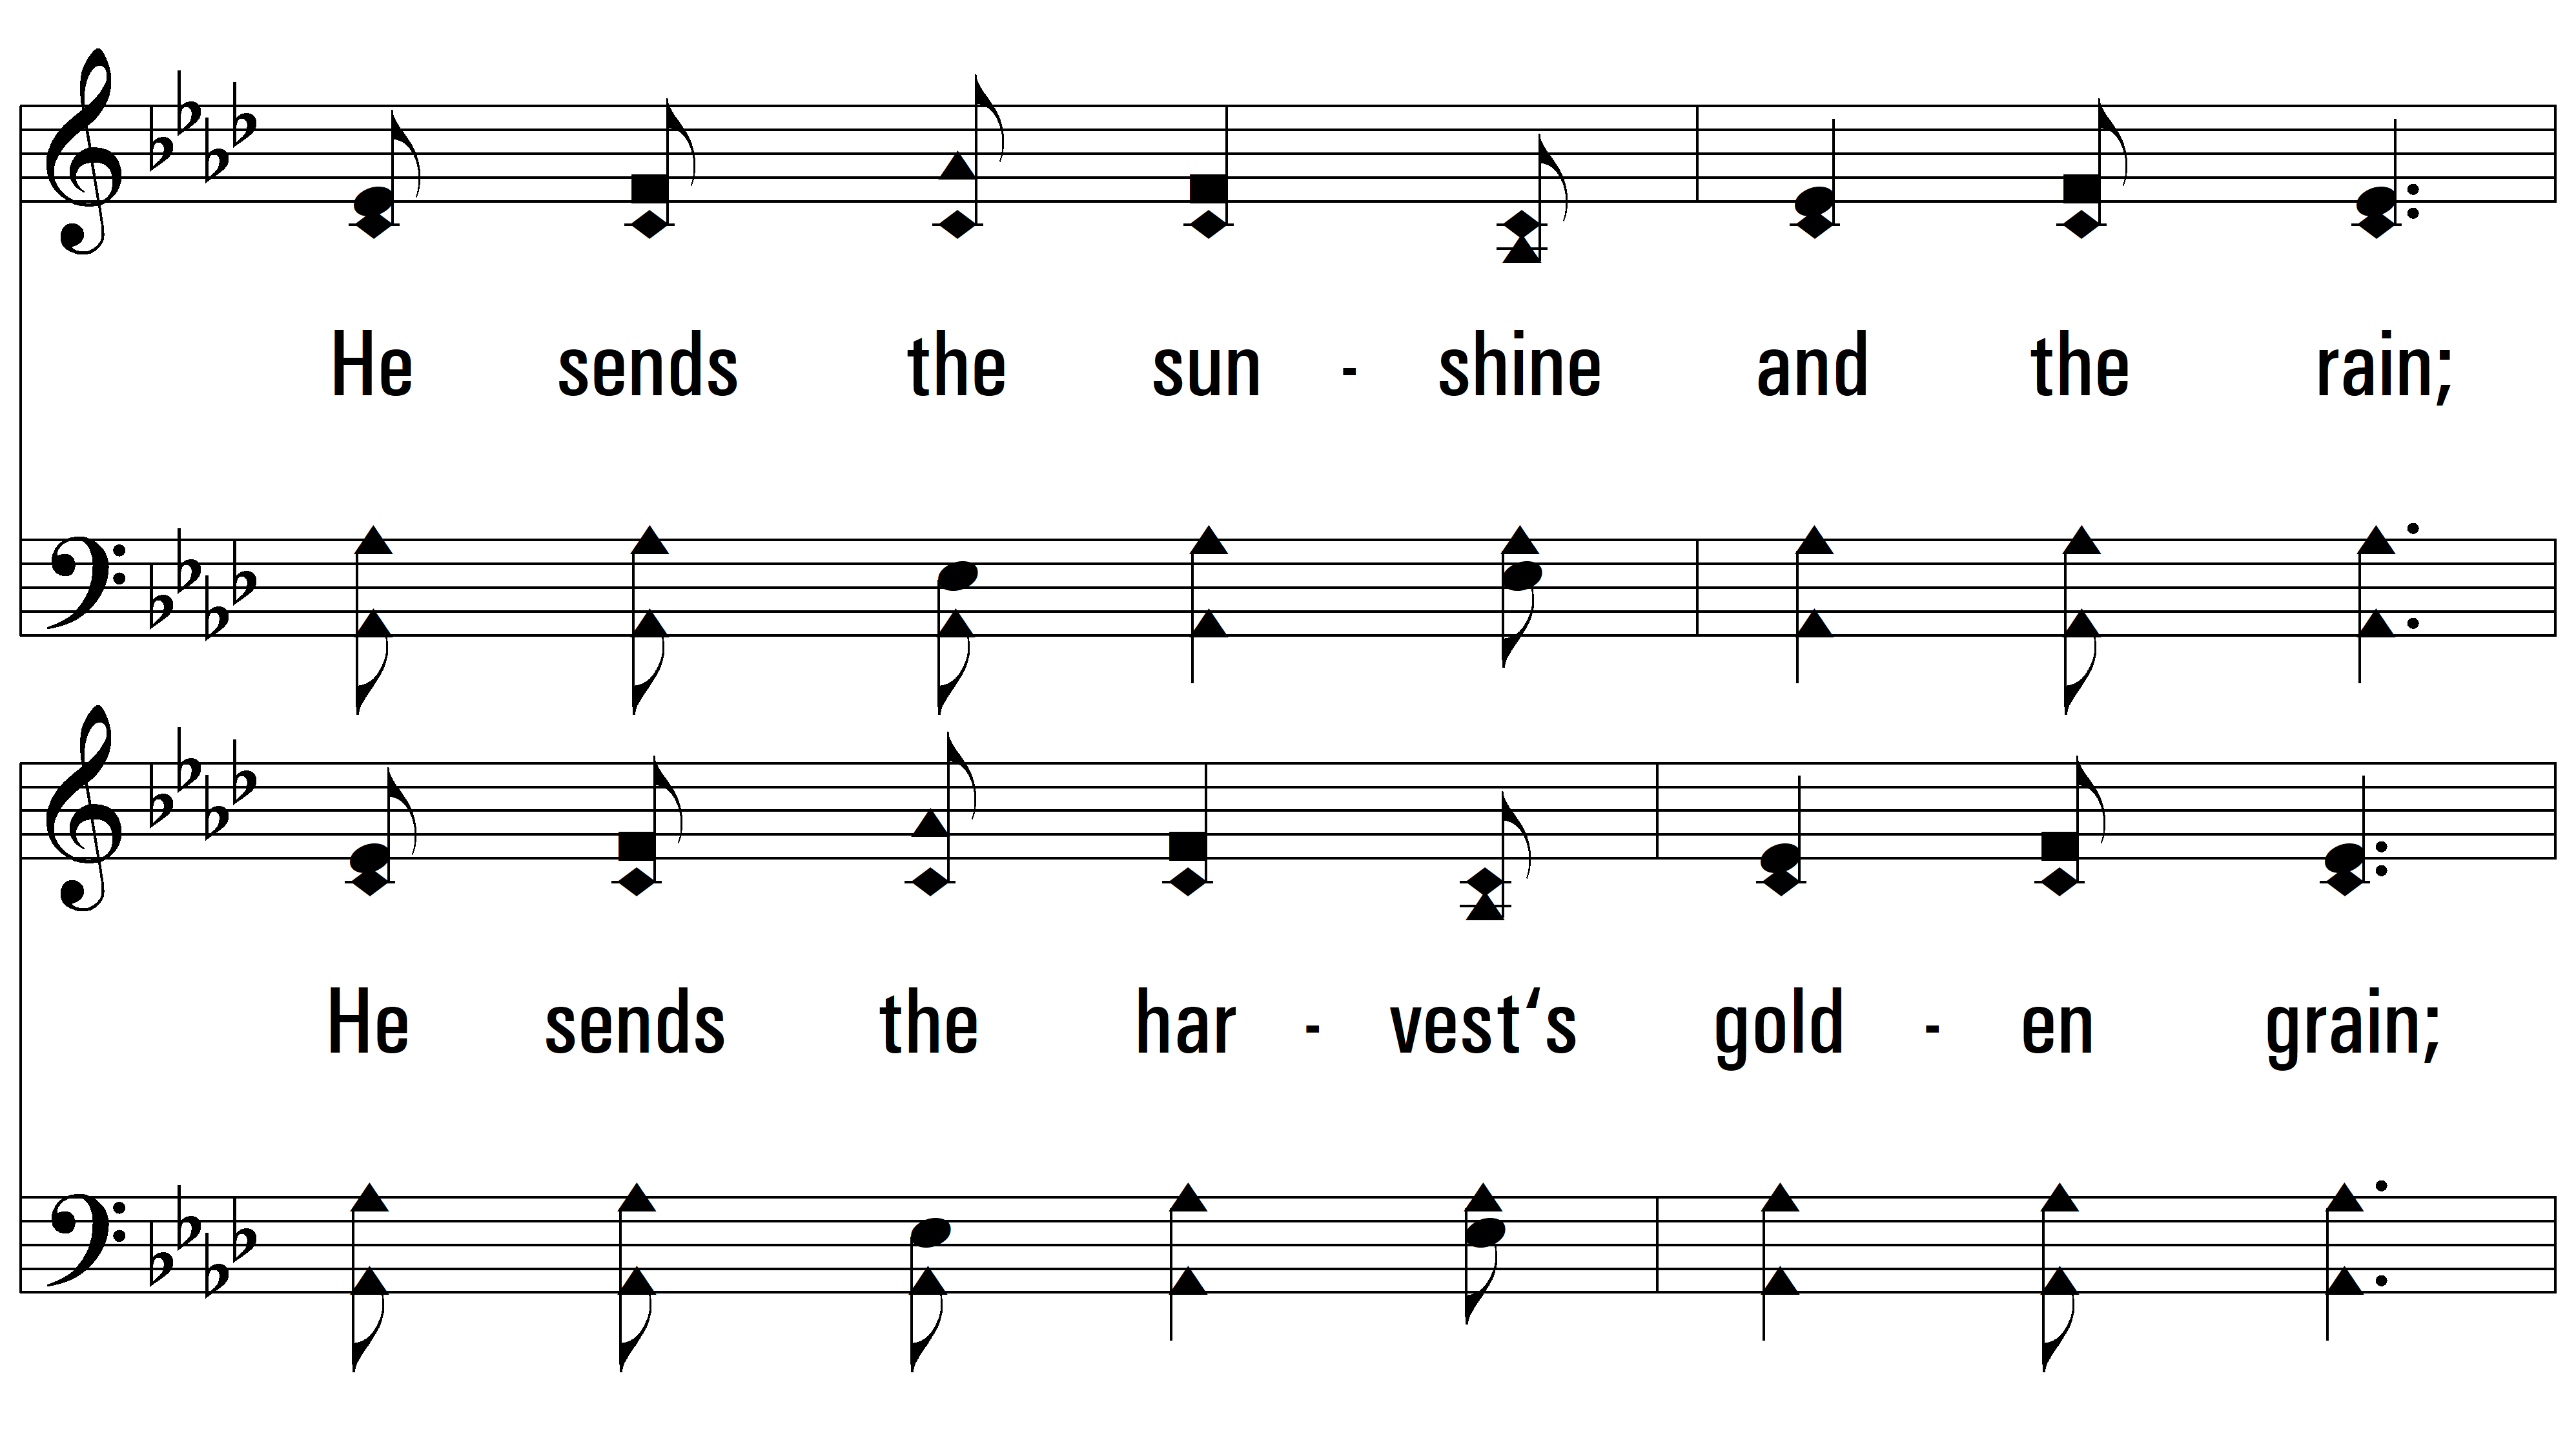 He sends the sun - shine and the rain;
He sends the har - vest‘s gold - en grain;